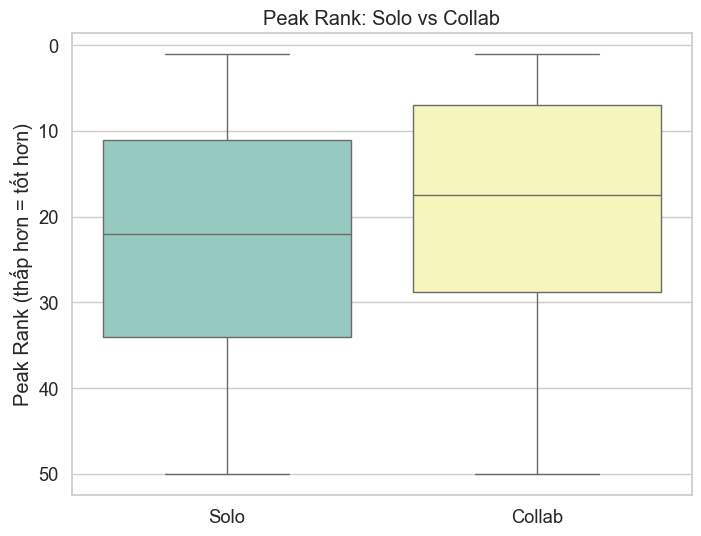 Peak Rank: Solo vs Collab
Peak Rank (thấp hơn = tốt hơn)
0
10
20
30
40
50
Solo
Collab